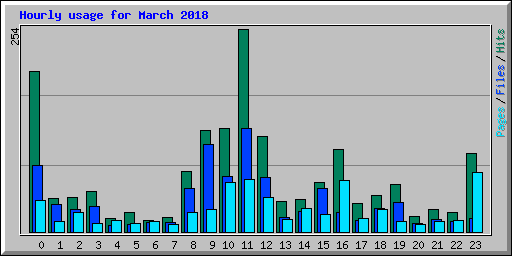 Hourly usage for March 2018
254
Pages / Files / Hits
0 1 2 3 4 5 6 7 8 9 10 11 12 13 14 15 16 17 18 19 20 21 22 23